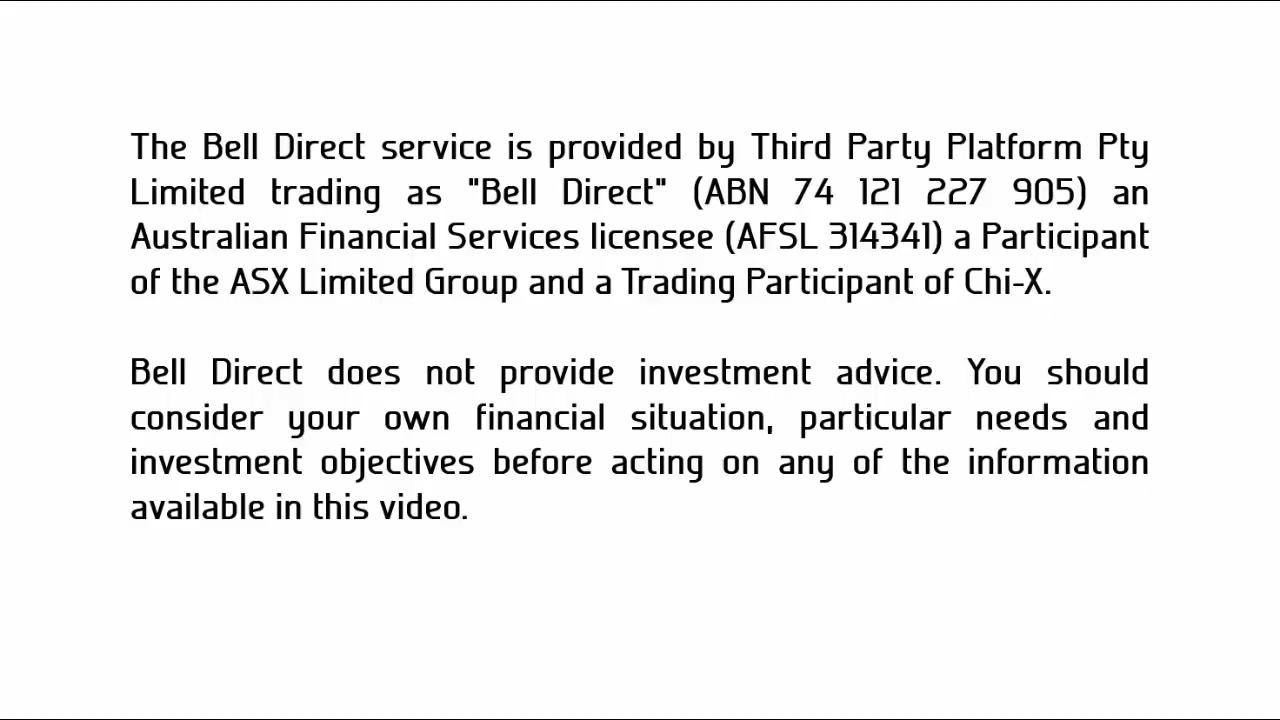 The Bell Direct service is provided by Third Party Platform Pty
Limited trading as "Bell Direct" (ABN 74 121 227 905) an
Australian Financial Services licensee (AFSL 314341) a Participant
of the ASX Limited Group and a Trading Participant of Chi-X.
Bell Direct does not provide investment advice. You should
consider your own financial situation, particular needs and
investment objectives before acting on any of the information
available in this video.